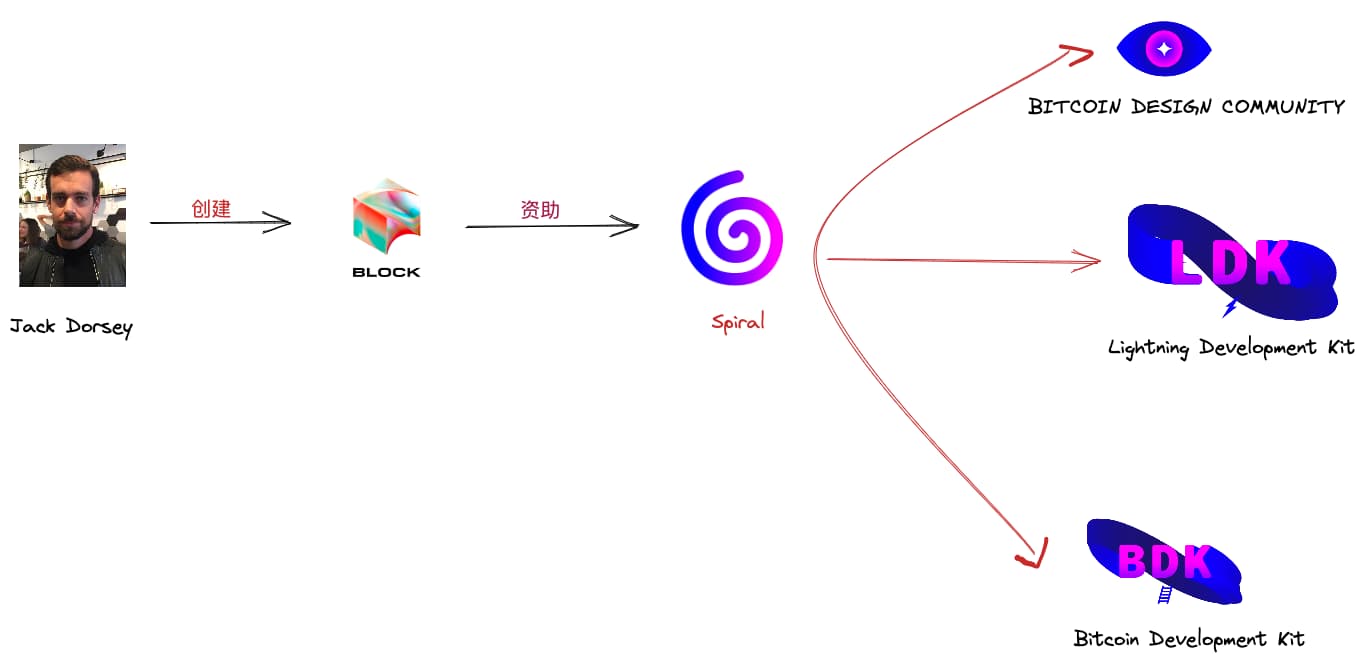 BITCOIN DESIGN COMMUNITY
创建
资助
BLOCK
LDK
Jack Dorsey
Spiral
Lightning Development Kit
BDK
Bitcoin Development Kit